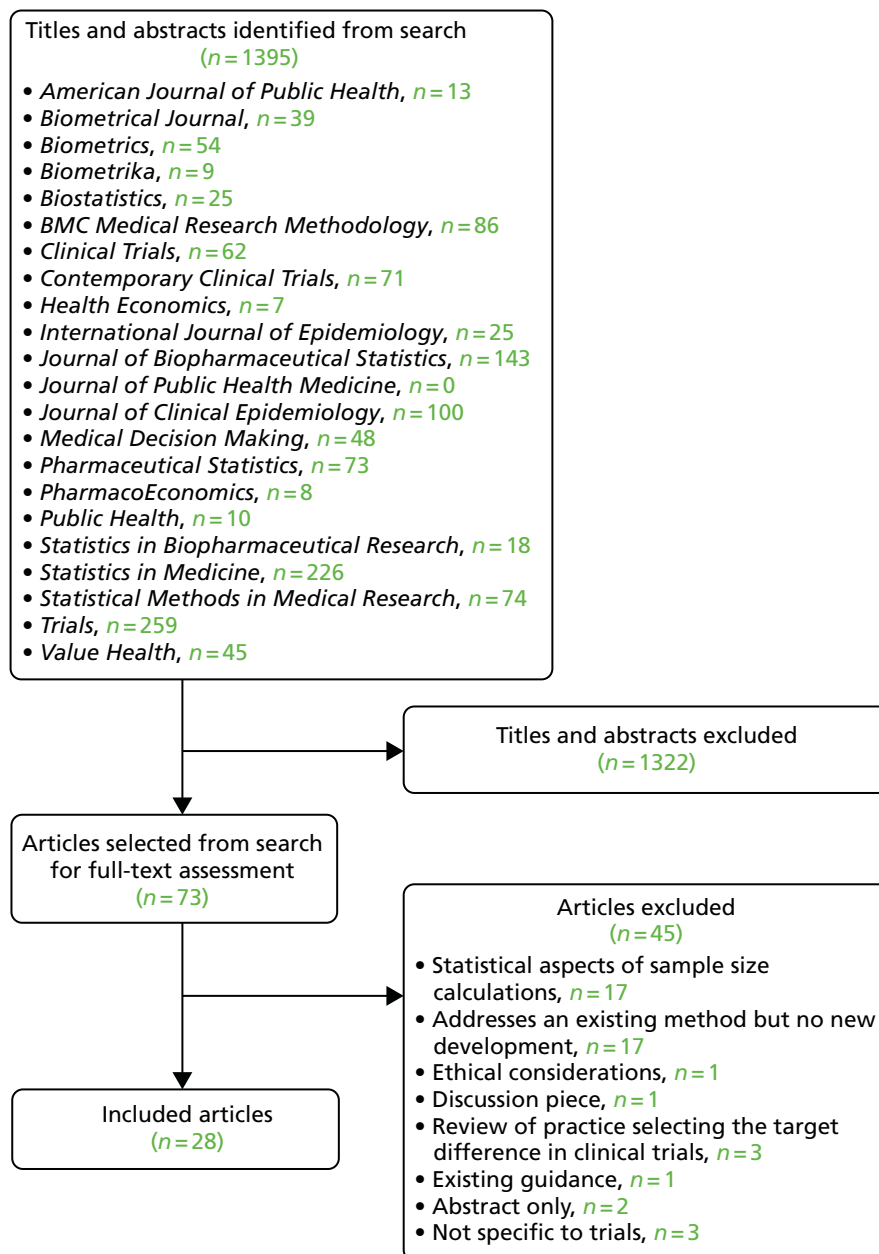 Titles and abstracts identified from search
(n = 1395)
• American Journal of Public Health, n = 13
• Biometrical Journal, n = 39
• Biometrics, n = 54
• Biometrika, n = 9
• Biostatistics, n = 25
• BMC Medical Research Methodology, n = 86
• Clinical Trials, n = 62
• Contemporary Clinical Trials, n = 71
• Health Economics, n = 7
• International Journal of Epidemiology, n = 25
• Journal of Biopharmaceutical Statistics, n = 143
• Journal of Public Health Medicine, n = 0
• Journal of Clinical Epidemiology, n = 100
• Medical Decision Making, n = 48
• Pharmaceutical Statistics, n = 73
• PharmacoEconomics, n = 8
• Public Health, n = 10
• Statistics in Biopharmaceutical Research, n = 18
• Statistics in Medicine, n = 226
• Statistical Methods in Medical Research, n = 74
• Trials, n = 259
• Value Health, n = 45
Titles and abstracts excluded
(n = 1322)
Articles selected from search
for full-text assessment
(n = 73)
Articles excluded
(n = 45)
• Statistical aspects of sample size
calculations, n = 17
• Addresses an existing method but no new
development, n = 17
• Ethical considerations, n = 1
• Discussion piece, n = 1
• Review of practice selecting the target
difference in clinical trials, n = 3
• Existing guidance, n = 1
• Abstract only, n = 2
• Not specific to trials, n = 3
Included articles
(n = 28)